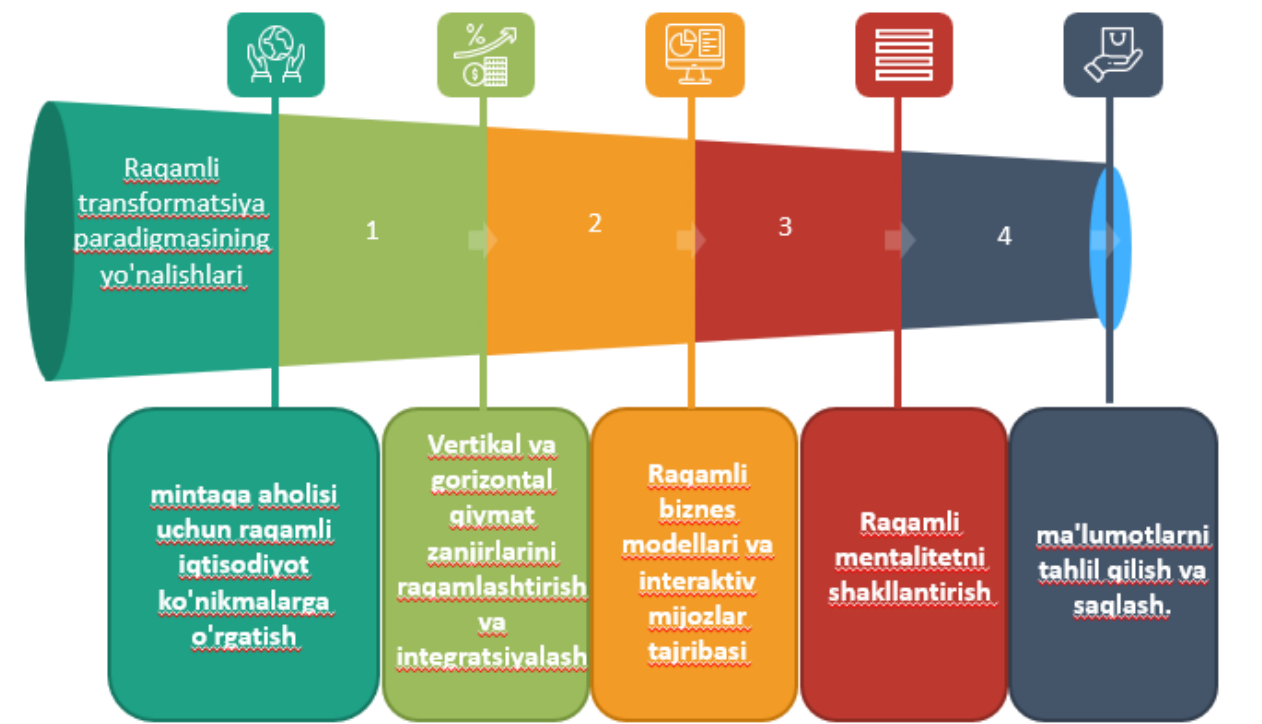 Raqamli
transformatsiya
paradigmasining
yo'nalishlari
1
2
3
4
mintaqa aholisi
uchun raqamli
iqtisodiyot
ko'nikmalarga
o'rgatish
Vertikal va
gorizontal
qiymat
zanjirlarini
raqamlashtirish
va
integratsiyalash
Raqamli
biznes
modellari va
interaktiv
mijozlar
tajribasi
Raqamli
mentalitetni
shakllantirish
ma'lumotlarni
tahlil qilish va
saqlash.
%
$